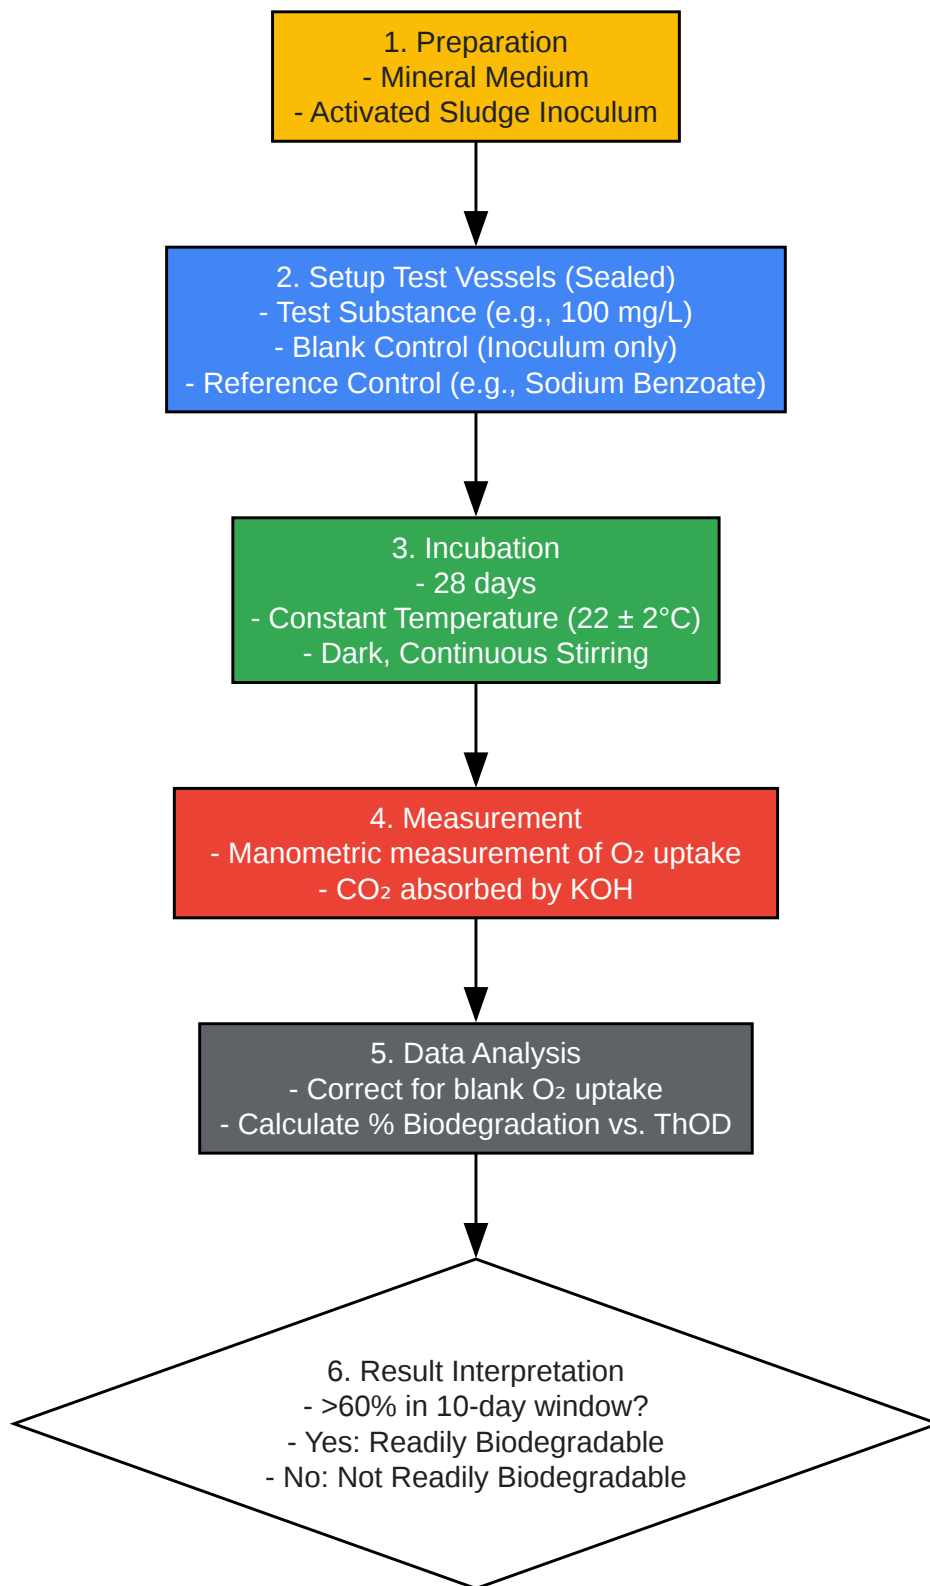 1. Preparation
- Mineral Medium
- Activated Sludge Inoculum
2. Setup Test Vessels (Sealed)
- Test Substance (e.g., 100 mg/L)
- Blank Control (Inoculum only)
- Reference Control (e.g., Sodium Benzoate)
3. Incubation
- 28 days
- Constant Temperature (22 ± 2°C)
- Dark, Continuous Stirring
4. Measurement
- Manometric measurement of O₂ uptake
- CO₂ absorbed by KOH
5. Data Analysis
- Correct for blank O₂ uptake
- Calculate % Biodegradation vs. ThOD
6. Result Interpretation
- >60% in 10-day window?
- Yes: Readily Biodegradable
- No: Not Readily Biodegradable